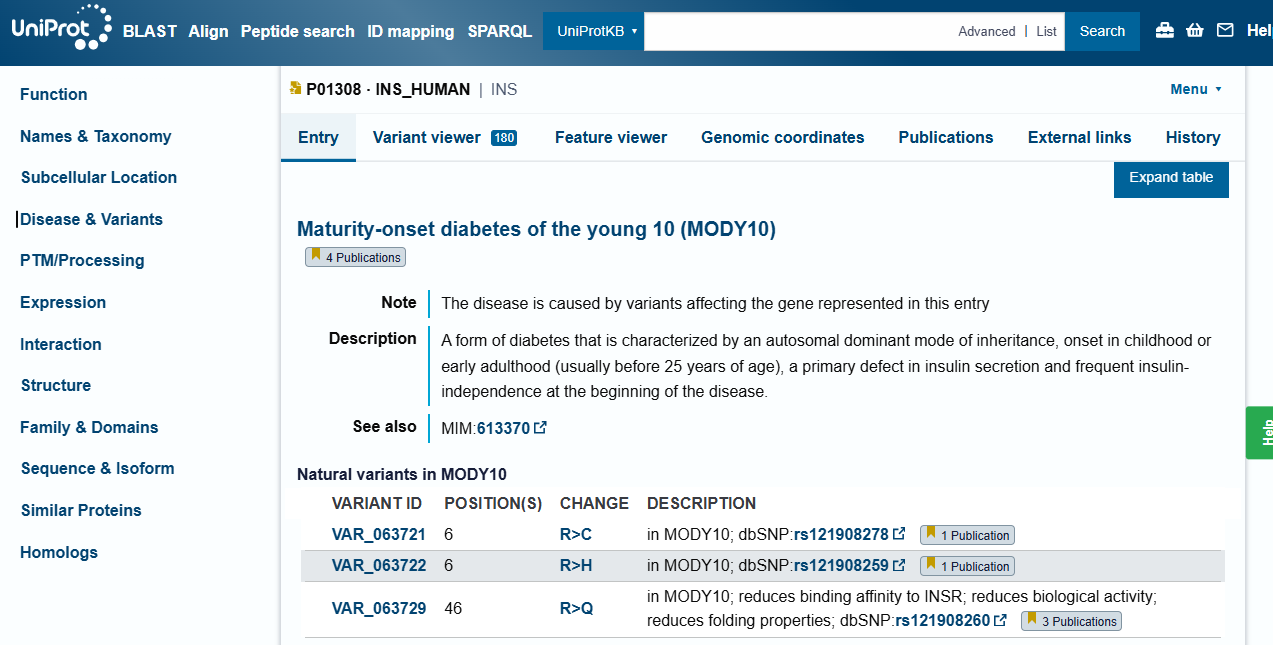 UniProt BLAST Align Peptide search ID mapping SPARQL UniProtKB Advanced | List Search Hel
Function
Names & Taxonomy
Subcellular Location
Disease & Variants
PTM/Processing
Expression
Interaction
Structure
Family & Domains
Sequence & Isoform
Similar Proteins
Homologs
P01308 · INS_HUMAN | INS Menu
Entry Variant viewer 180 Feature viewer Genomic coordinates Publications External links History
Expand table
Maturity-onset diabetes of the young 10 (MODY10)
4 Publications
Note The disease is caused by variants affecting the gene represented in this entry
Description A form of diabetes that is characterized by an autosomal dominant mode of inheritance, onset in childhood or
early adulthood (usually before 25 years of age), a primary defect in insulin secretion and frequent insulin-
independence at the beginning of the disease.
See also MIM:613370
Natural variants in MODY10
VARIANT ID POSITION(S) CHANGE DESCRIPTION
VAR_063721 6 R>C in MODY10; dbSNP:rs121908278 1 Publication
VAR_063722 6 R>H in MODY10; dbSNP:rs121908259 1 Publication
VAR_063729 46 R>Q in MODY10; reduces binding affinity to INSR; reduces biological activity;
reduces folding properties; dbSNP:rs121908260 3 Publications
Help